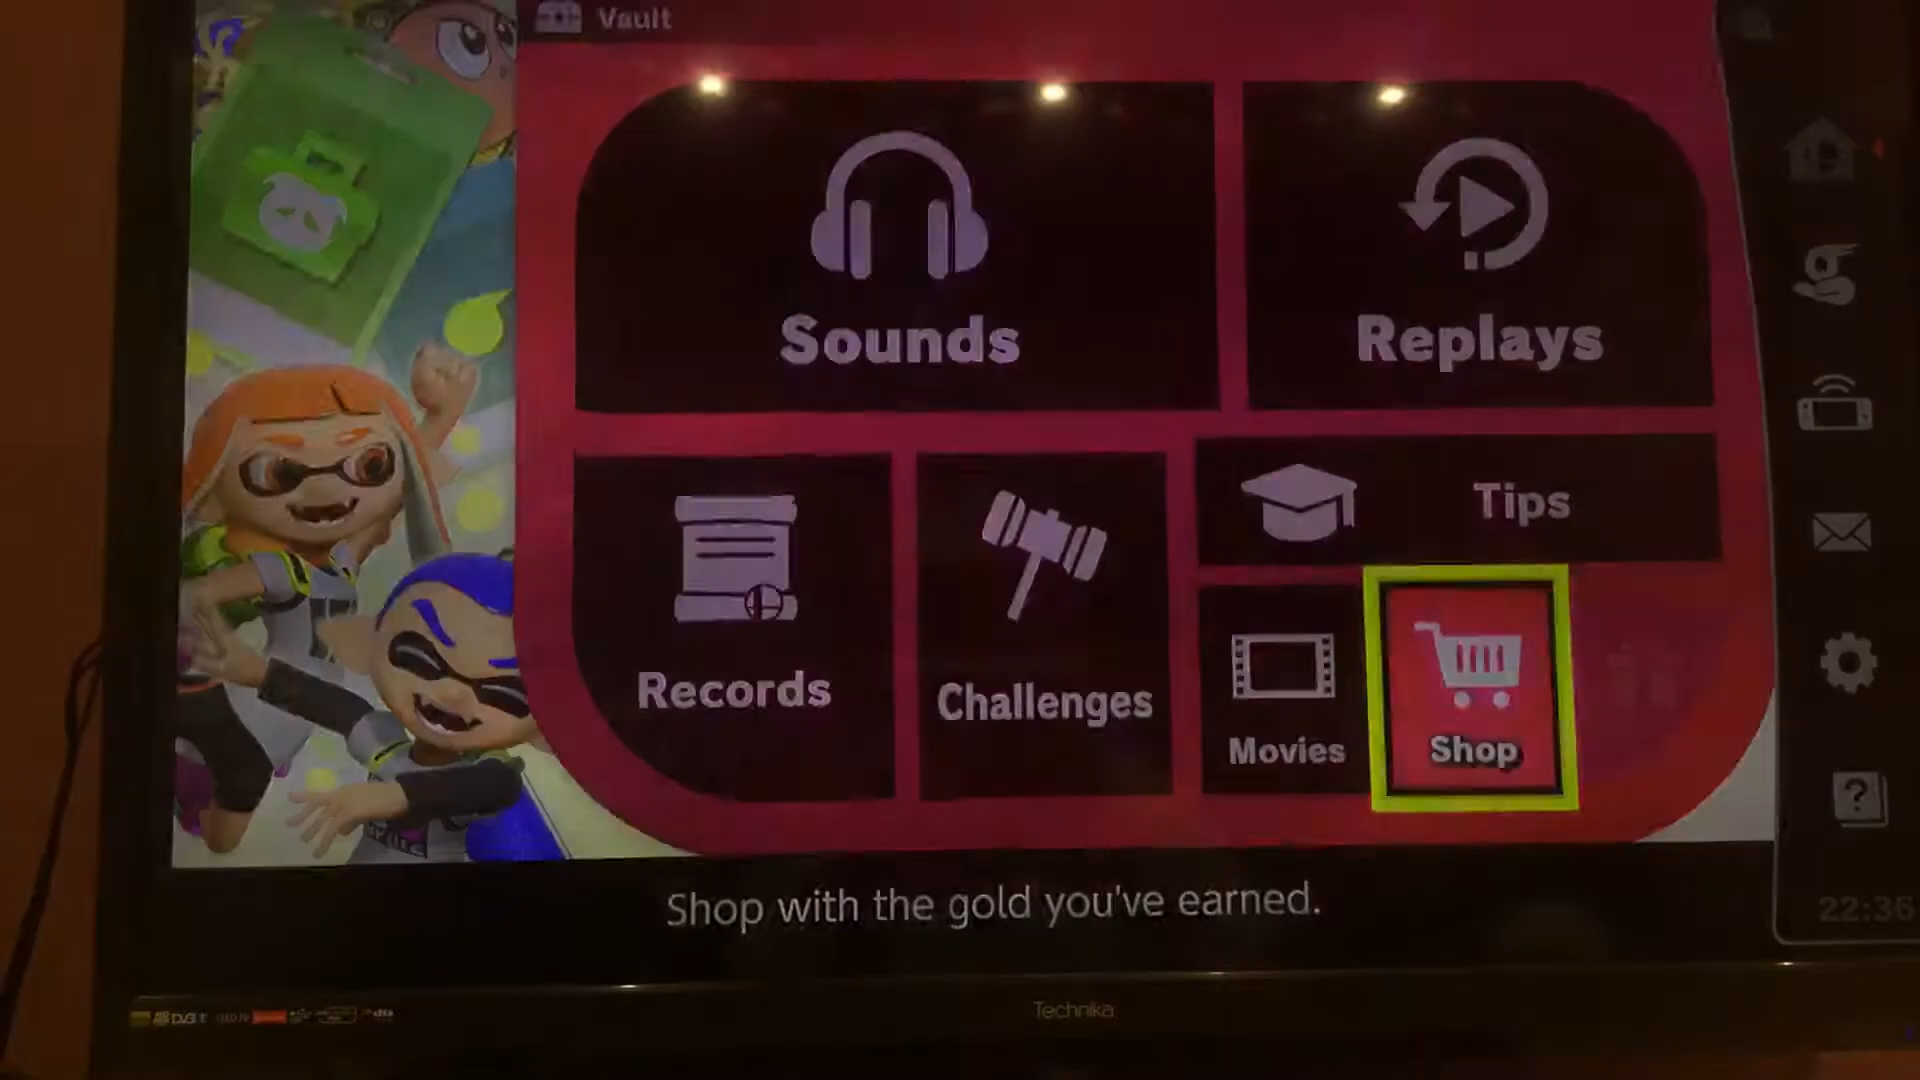 Vault
Sounds
Replays
Records
Challenges
Tips
Movies
Shop
Shop with the gold you've earned.
22:36
Technika